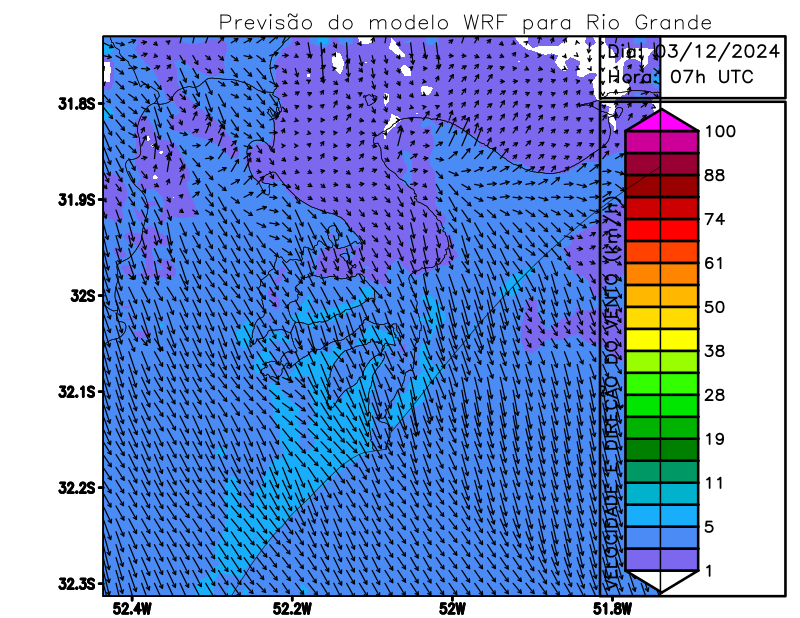 Previsão do modelo WRF para Rio Grande
Dia: 03/12/2024
Hora: 07h UTC
31.8S
31.9S
32S
32.1S
32.2S
32.3S
52.4W
52.2W
52W
51.8W
VELOCIDADE E DIREÇÃO DO VENTO (km/h)
100
88
74
61
50
38
28
19
11
5
1